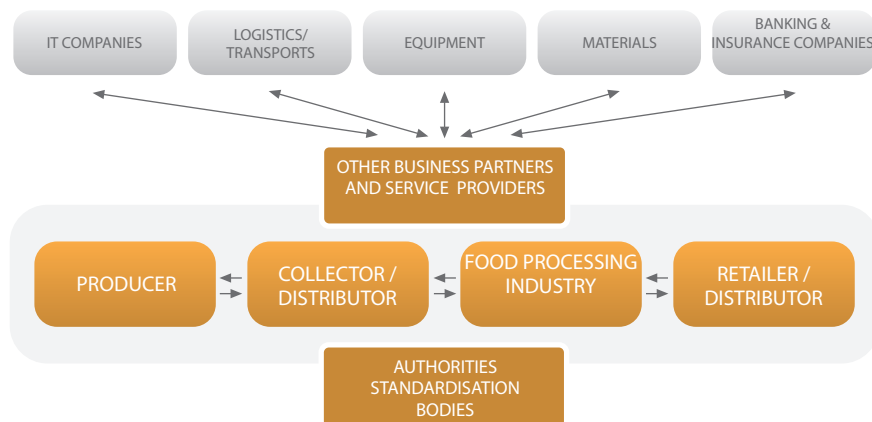 IT COMPANIES
LOGISTICS/
TRANSPORTS
EQUIPMENT
MATERIALS
BANKING &
INSURANCE COMPANIES
OTHER BUSINESS PARTNERS
AND SERVICE PROVIDERS
PRODUCER
COLLECTOR /
DISTRIBUTOR
FOOD PROCESSING
INDUSTRY
RETAILER /
DISTRIBUTOR
AUTHORITIES
STANDARDISATION
BODIES